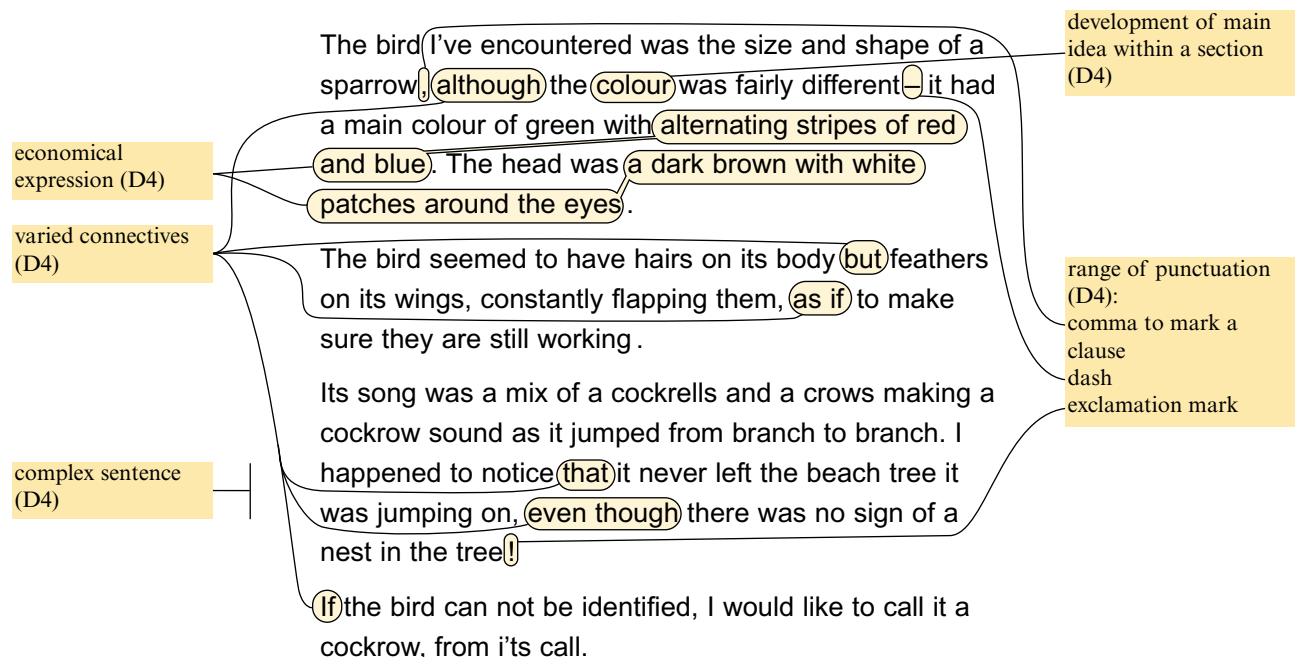 The bird I've encountered was the size and shape of a
sparrow, although the colour was fairly different – it had
a main colour of green with alternating stripes of red
and blue. The head was a dark brown with white
patches around the eyes.
The bird seemed to have hairs on its body but feathers
on its wings, constantly flapping them, as if to make
sure they are still working.
Its song was a mix of a cockrells and a crows making a
cockrow sound as it jumped from branch to branch. I
happened to notice that it never left the beach tree it
was jumping on, even though there was no sign of a
nest in the tree!
If the bird can not be identified, I would like to call it a
cockrow, from i'ts call.
economical
expression (D4)
varied connectives
(D4)
complex sentence
(D4)
development of main
idea within a section
(D4)
range of punctuation
(D4):
comma to mark a
clause
dash
exclamation mark